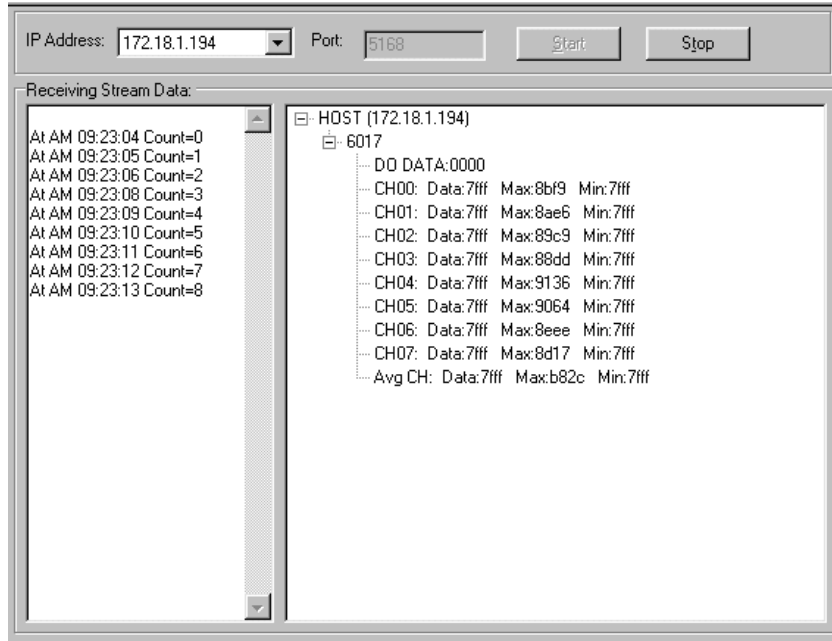 IP Address: 172.18.1.194 Port: 5168 Start Stop
Receiving Stream Data:
At AM 09:23:04 Count=0
At AM 09:23:05 Count=1
At AM 09:23:06 Count=2
At AM 09:23:08 Count=3
At AM 09:23:09 Count=4
At AM 09:23:10 Count=5
At AM 09:23:11 Count=6
At AM 09:23:12 Count=7
At AM 09:23:13 Count=8
HOST (172.18.1.194)
6017
DO DATA:0000
CH00: Data:7fff Max:8bf9 Min:7fff
CH01: Data:7fff Max:8ae6 Min:7fff
CH02: Data:7fff Max:89c9 Min:7fff
CH03: Data:7fff Max:88dd Min:7fff
CH04: Data:7fff Max:9136 Min:7fff
CH05: Data:7fff Max:9064 Min:7fff
CH06: Data:7fff Max:8eee Min:7fff
CH07: Data:7fff Max:8d17 Min:7fff
Avg CH: Data:7fff Max:b82c Min:7fff